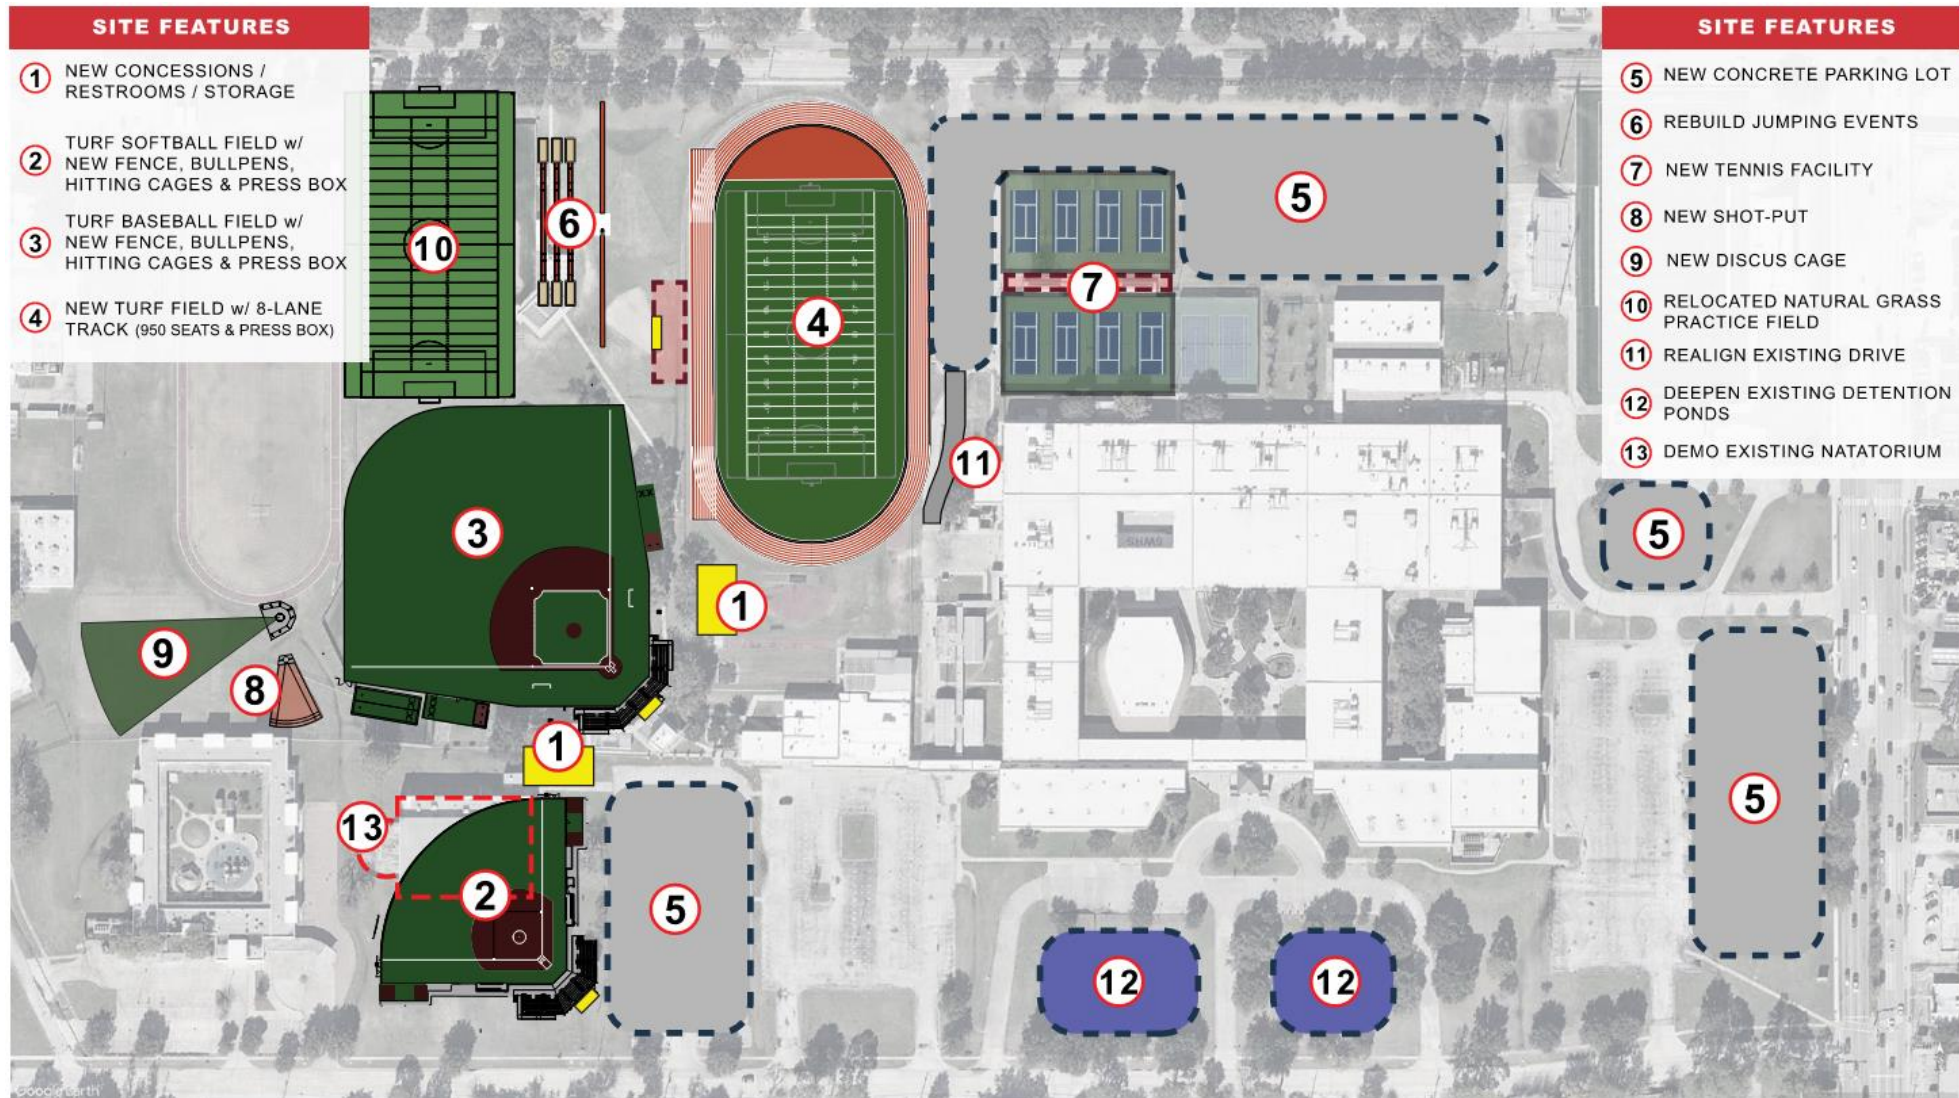 SITE FEATURES
1 NEW CONCESSIONS /
RESTROOMS / STORAGE
2 TURF SOFTBALL FIELD w/
NEW FENCE, BULLPENS,
HITTING CAGES & PRESS BOX
3 TURF BASEBALL FIELD w/
NEW FENCE, BULLPENS,
HITTING CAGES & PRESS BOX
4 NEW TURF FIELD w/ 8-LANE
TRACK (950 SEATS & PRESS BOX)
SITE FEATURES
5 NEW CONCRETE PARKING LOT
6 REBUILD JUMPING EVENTS
7 NEW TENNIS FACILITY
8 NEW SHOT-PUT
9 NEW DISCUS CAGE
10 RELOCATED NATURAL GRASS
PRACTICE FIELD
11 REALIGN EXISTING DRIVE
12 DEEPEN EXISTING DETENTION
PONDS
13 DEMO EXISTING NATATORIUM
10
6
4
7
5
11
3
5
1
9
8
1
5
13
2
5
12
12
SWHS
Google Earth